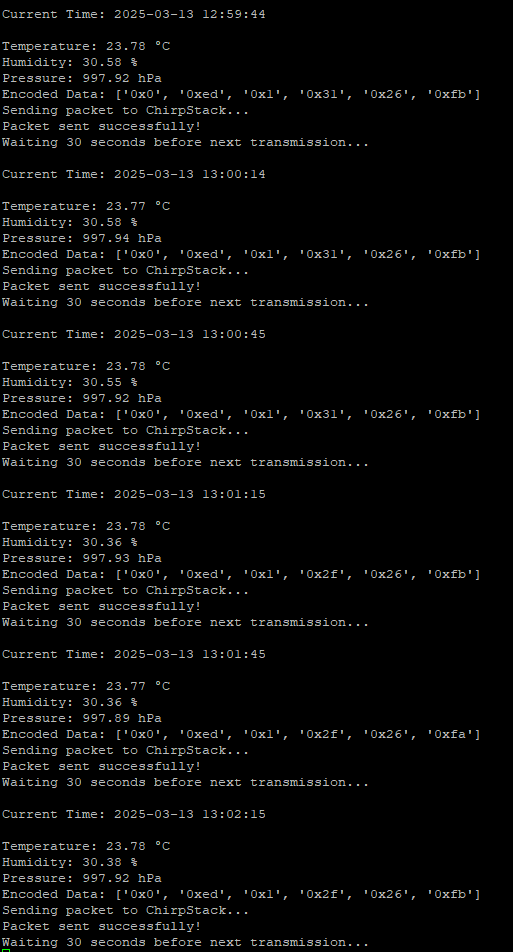 Current Time: 2025-03-13 12:59:44
Temperature: 23.78 °C
Humidity: 30.58 %
Pressure: 997.92 hPa
Encoded Data: ['0x0', '0xed', '0x1', '0x31', '0x26', '0xfb']
Sending packet to ChirpStack...
Packet sent successfully!
Waiting 30 seconds before next transmission...
Current Time: 2025-03-13 13:00:14
Temperature: 23.77 °C
Humidity: 30.58 %
Pressure: 997.94 hPa
Encoded Data: ['0x0', '0xed', '0x1', '0x31', '0x26', '0xfb']
Sending packet to ChirpStack...
Packet sent successfully!
Waiting 30 seconds before next transmission...
Current Time: 2025-03-13 13:00:45
Temperature: 23.78 °C
Humidity: 30.55 %
Pressure: 997.92 hPa
Encoded Data: ['0x0', '0xed', '0x1', '0x31', '0x26', '0xfb']
Sending packet to ChirpStack...
Packet sent successfully!
Waiting 30 seconds before next transmission...
Current Time: 2025-03-13 13:01:15
Temperature: 23.78 °C
Humidity: 30.36 %
Pressure: 997.93 hPa
Encoded Data: ['0x0', '0xed', '0x1', '0x2f', '0x26', '0xfb']
Sending packet to ChirpStack...
Packet sent successfully!
Waiting 30 seconds before next transmission...
Current Time: 2025-03-13 13:01:45
Temperature: 23.77 °C
Humidity: 30.36 %
Pressure: 997.89 hPa
Encoded Data: ['0x0', '0xed', '0x1', '0x2f', '0x26', '0xfa']
Sending packet to ChirpStack...
Packet sent successfully!
Waiting 30 seconds before next transmission...
Current Time: 2025-03-13 13:02:15
Temperature: 23.78 °C
Humidity: 30.38 %
Pressure: 997.92 hPa
Encoded Data: ['0x0', '0xed', '0x1', '0x2f', '0x26', '0xfb']
Sending packet to ChirpStack...
Packet sent successfully!
Waiting 30 seconds before next transmission...